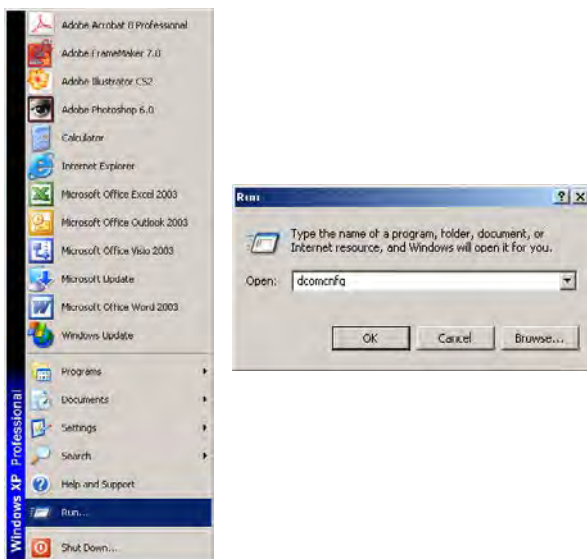 Adobe Acrobat 8 Professional
Adobe FrameMaker 7.0
Adobe Illustrator CS2
Adobe Photoshop 6.0
Calculator
Internet Explorer
Microsoft Office Excel 2003
Microsoft Office Outlook 2003
Microsoft Office Visio 2003
Microsoft Update
Microsoft Office Word 2003
Windows Update
Programs
Documents
Settings
Search
Help and Support
Run...
Shut Down...
Windows XP Professional
Run
Type the name of a program, folder, document, or
Internet resource, and Windows will open it for you.
Open: dcomcnfg
OK Cancel Browse...